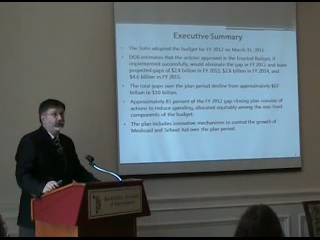 Executive Summary
The State adopted the budget for FY 2012 on March 31, 2011.
DOB estimates that the actions approved in the Enacted Budget, if
implemented successfully, would eliminate the gap in FY 2012 and leave
projected gaps of $2.4 billion in FY 2013, $2.8 billion in FY 2014, and
$4.6 billion in FY 2015.
The total gaps over the plan period decline from approximately
to $10 billion.
Approximately 85 percent of the FY 2012 gap-closing plan consist of
actions to reduce spending, allocated equitably among the two largest
components of the budget.
The plan includes innovative mechanisms to control the growth of
Medicaid and School Aid over the plan period.